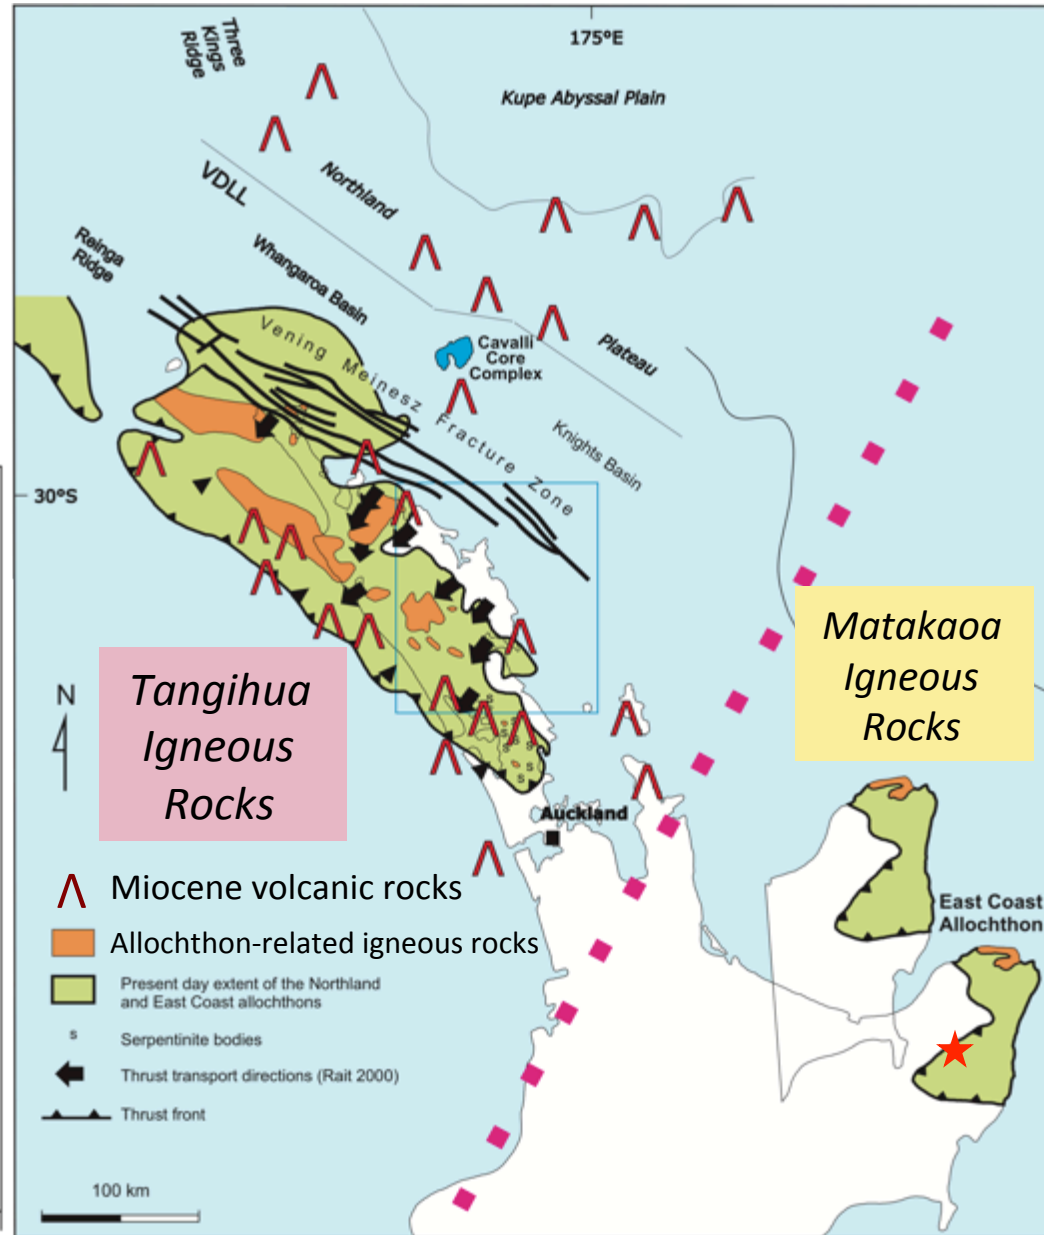 Three
Kings
Ridge
175°E
Kupe Abyssal Plain
VDLL
Northland
Reinga
Ridge
Whangaroa Basin
Vening Meinesz Fracture Zone
Cavalli
Core
Complex
Plateau
Knights Basin
30°S
Matakaoa
Igneous
Rocks
Tangihua
Igneous
Rocks
N
s
s
s
s
s
s
s
s
Auckland
East Coast
Allochthon
Λ Miocene volcanic rocks
Allochthon-related igneous rocks
Present day extent of the Northland
and East Coast allochthons
s Serpentinite bodies
Thrust transport directions (Rait 2000)
Thrust front
100 km